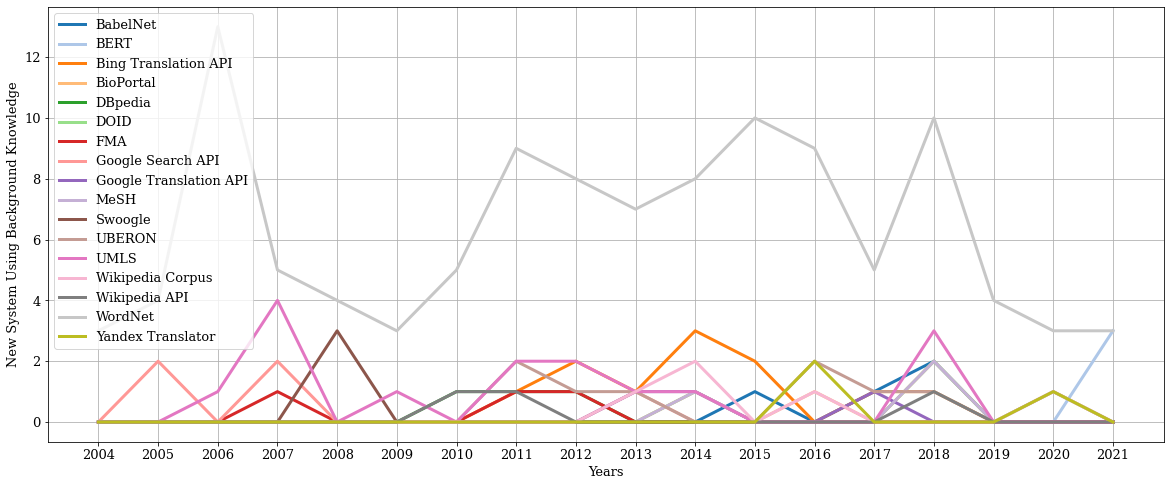 New System Using Background Knowledge
12
10
8
6
4
2
0
BabelNet
BERT
Bing Translation API
BioPortal
DBpedia
DOID
FMA
Google Search API
Google Translation API
MeSH
Swoogle
UBERON
UMLS
Wikipedia Corpus
Wikipedia API
WordNet
Yandex Translator
2004 2005 2006 2007 2008 2009 2010 2011 2012 2013 2014 2015 2016 2017 2018 2019 2020 2021
Years